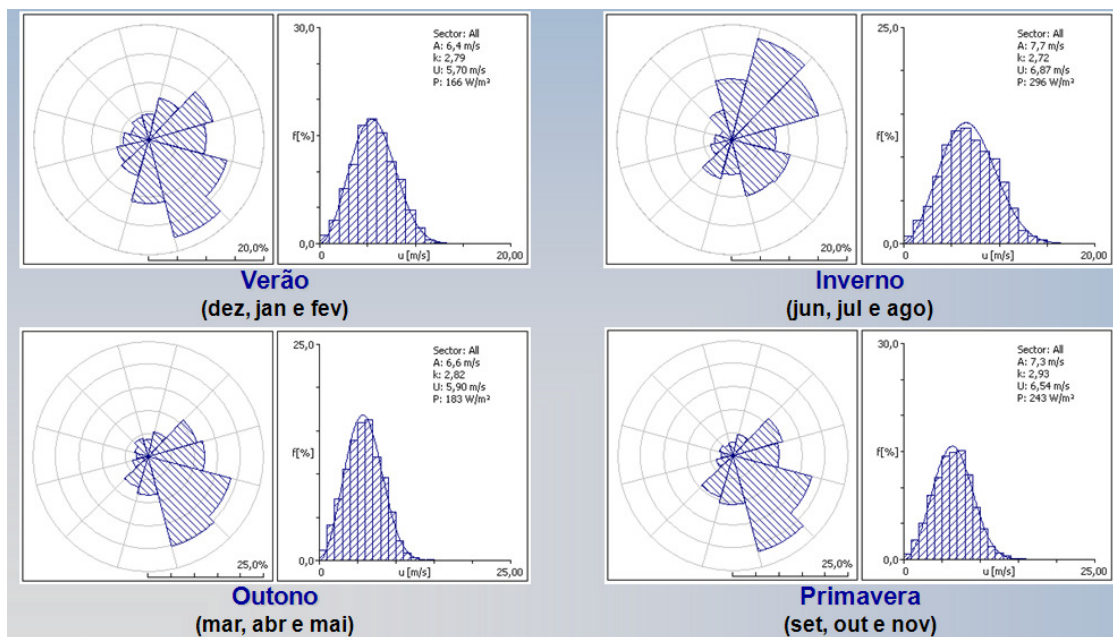 30,0
Sector: All
A: 6,4 m/s
k: 2,79
U: 5,70 m/s
P: 166 W/m²
f[%]
20,0%
0,0
u [m/s]
20,00
Verão
(dez, jan e fev)
25,0
Sector: All
A: 7,7 m/s
k: 2,72
U: 6,87 m/s
P: 296 W/m²
f[%]
20,0%
0,0
0
u [m/s]
20,00
Inverno
(jun, jul e ago)
25,0
Sector: All
A: 6,6 m/s
k: 2,82
U: 5,90 m/s
P: 183 W/m²
f[%]
25,0%
0,0
0
u [m/s]
25,00
Outono
(mar, abr e mai)
30,0
Sector: All
A: 7,3 m/s
k: 2,93
U: 6,54 m/s
P: 243 W/m²
f[%]
25,0%
0,0
0
u [m/s]
25,00
Primavera
(set, out e nov)